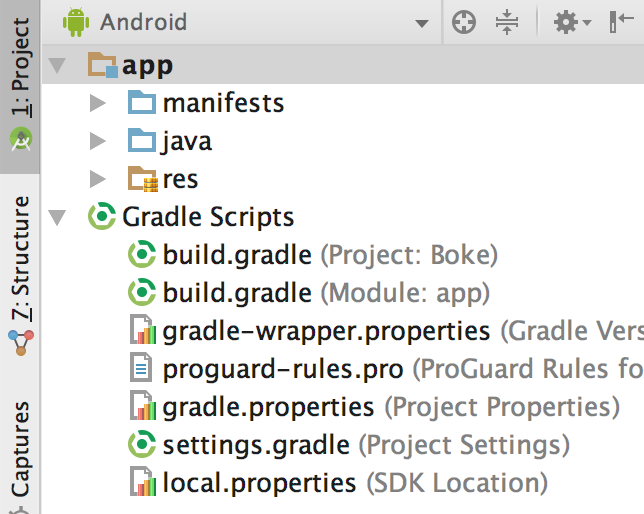 Android
1: Project
app
manifests
java
res
7: Structure
Gradle Scripts
build.gradle (Project: Boke)
build.gradle (Module: app)
gradle-wrapper.properties (Gradle Vers
proguard-rules.pro (ProGuard Rules fo
gradle.properties (Project Properties)
Captures
settings.gradle (Project Settings)
local.properties (SDK Location)